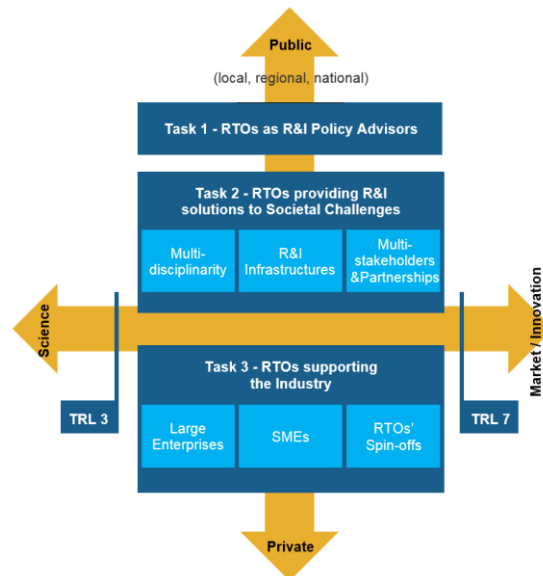 Public
(local, regional, national)
Task 1 - RTOs as R&I Policy Advisors
Task 2 - RTOs providing R&I
solutions to Societal Challenges
Multi-
disciplinarity
R&I
Infrastructures
Multi-
stakeholders
&Partnerships
Science
Market / Innovation
Task 3 - RTOs supporting
the Industry
TRL 3
TRL 7
Large
Enterprises
SMEs
RTOs'
Spin-offs
Private